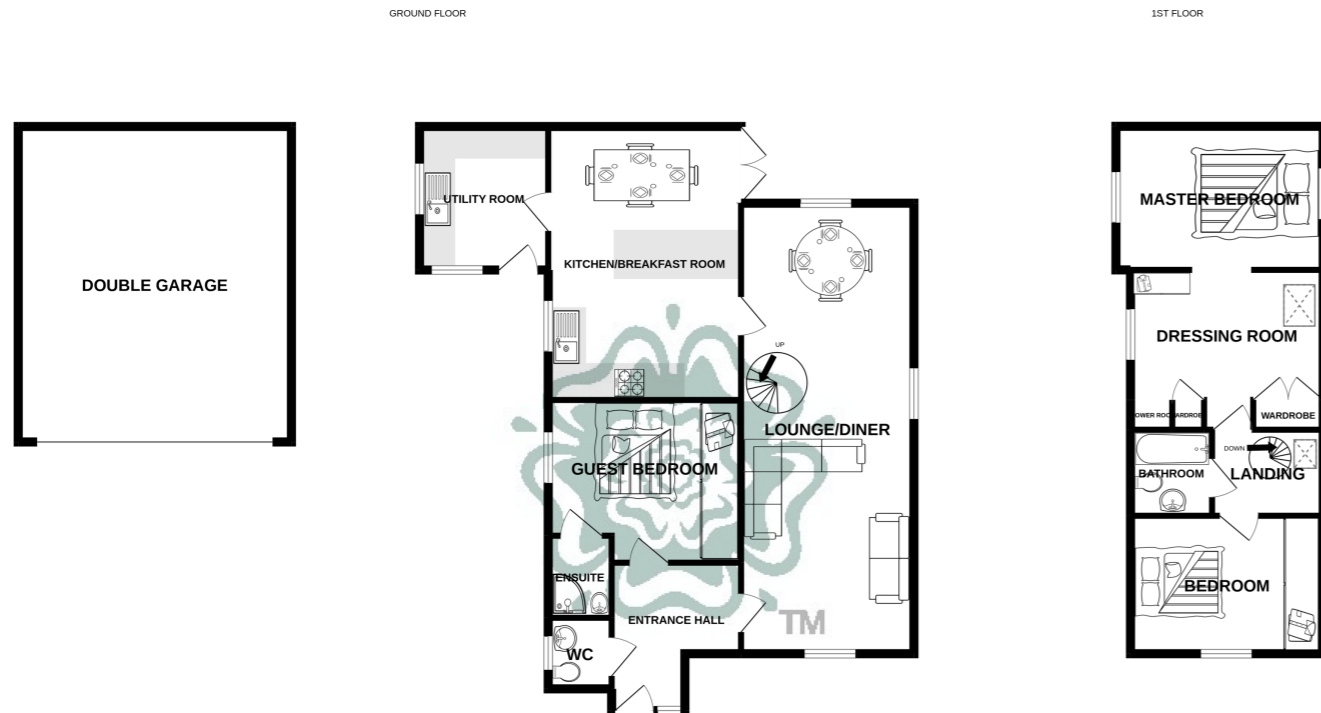 GROUND FLOOR
1ST FLOOR
DOUBLE GARAGE
UTILITY ROOM
KITCHEN/BREAKFAST ROOM
UP
LOUNGE/DINER
GUEST BEDROOM
ENSUITE
ENTRANCE HALL
WC
TM
MASTER BEDROOM
DRESSING ROOM
WARDROBE
DOWN
BATHROOM
LANDING
BEDROOM